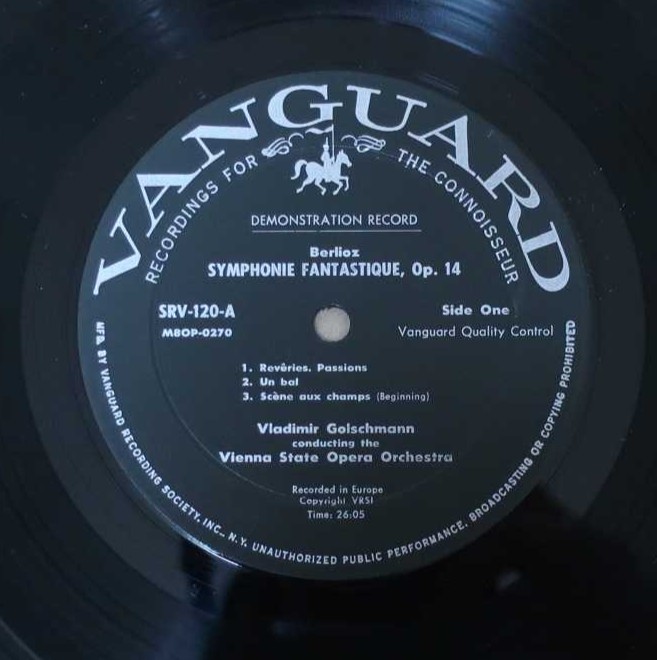 VANGUARD
RECORDINGS FOR THE CONNOISSEUR
DEMONSTRATION RECORD
Berlioz
SYMPHONIE FANTASTIQUE, Op. 14
SRV-120-A
M8OP-0270
Side One
Vanguard Quality Control
1. Revêries. Passions
2. Un bal
3. Scène aux champs (Beginning)
Vladimir Golschmann
conducting the
Vienna State Opera Orchestra
Recorded in Europe
Copyright VRSI
Time: 26:05
MFD. BY VANGUARD RECORDING SOCIETY, INC., N.Y. UNAUTHORIZED PUBLIC PERFORMANCE, BROADCASTING OR COPYING PROHIBITED